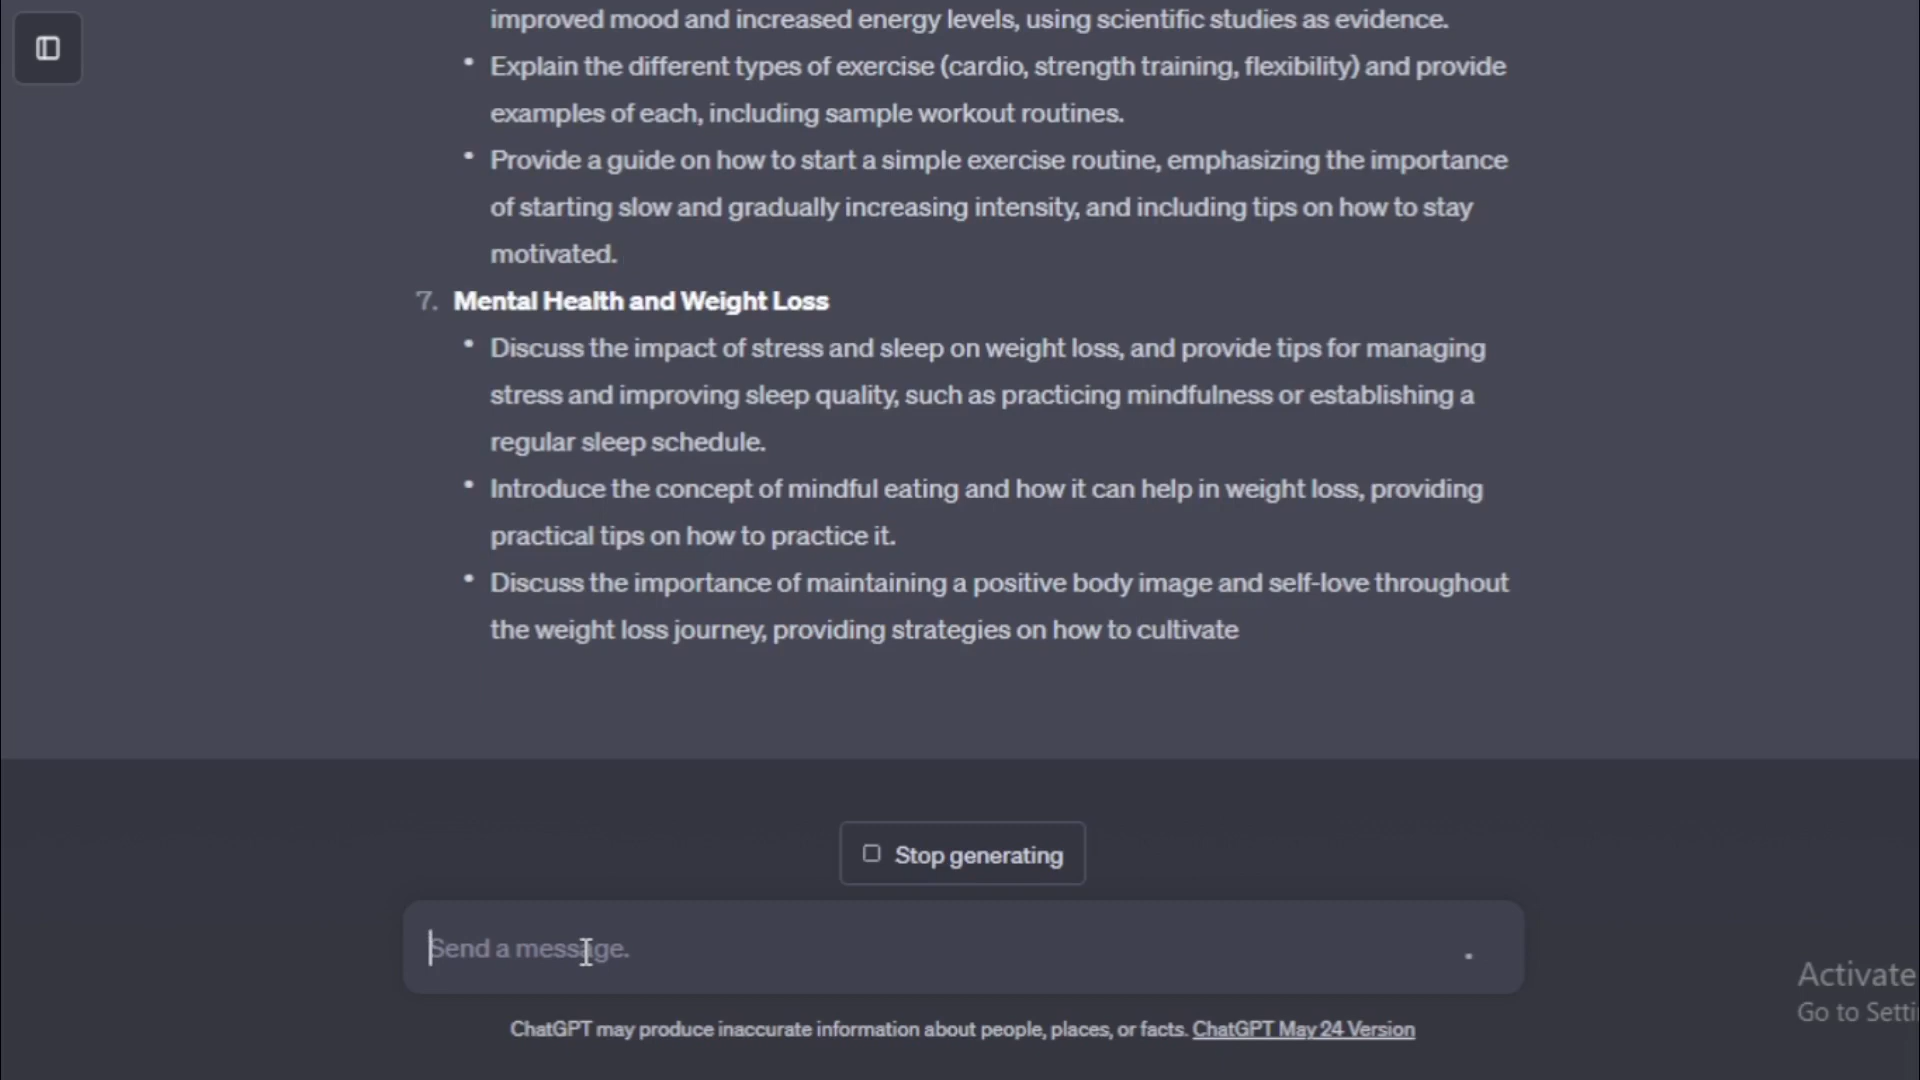 improved mood and increased energy levels, using scientific studies as evidence.
• Explain the different types of exercise (cardio, strength training, flexibility) and provide
examples of each, including sample workout routines.
• Provide a guide on how to start a simple exercise routine, emphasizing the importance
of starting slow and gradually increasing intensity, and including tips on how to stay
motivated.
7. Mental Health and Weight Loss
• Discuss the impact of stress and sleep on weight loss, and provide tips for managing
stress and improving sleep quality, such as practicing mindfulness or establishing a
regular sleep schedule.
• Introduce the concept of mindful eating and how it can help in weight loss, providing
practical tips on how to practice it.
• Discuss the importance of maintaining a positive body image and self-love throughout
the weight loss journey, providing strategies on how to cultivate
Stop generating
Send a message.
Activate
Go to Setti
ChatGPT may produce inaccurate information about people, places, or facts. ChatGPT May 24 Version